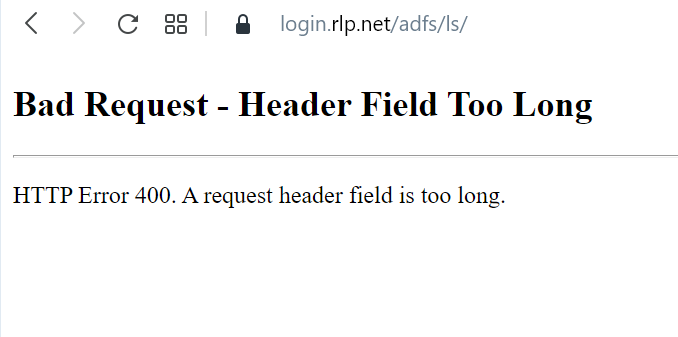 login.rlp.net/adfs/ls/
Bad Request - Header Field Too Long
HTTP Error 400. A request header field is too long.